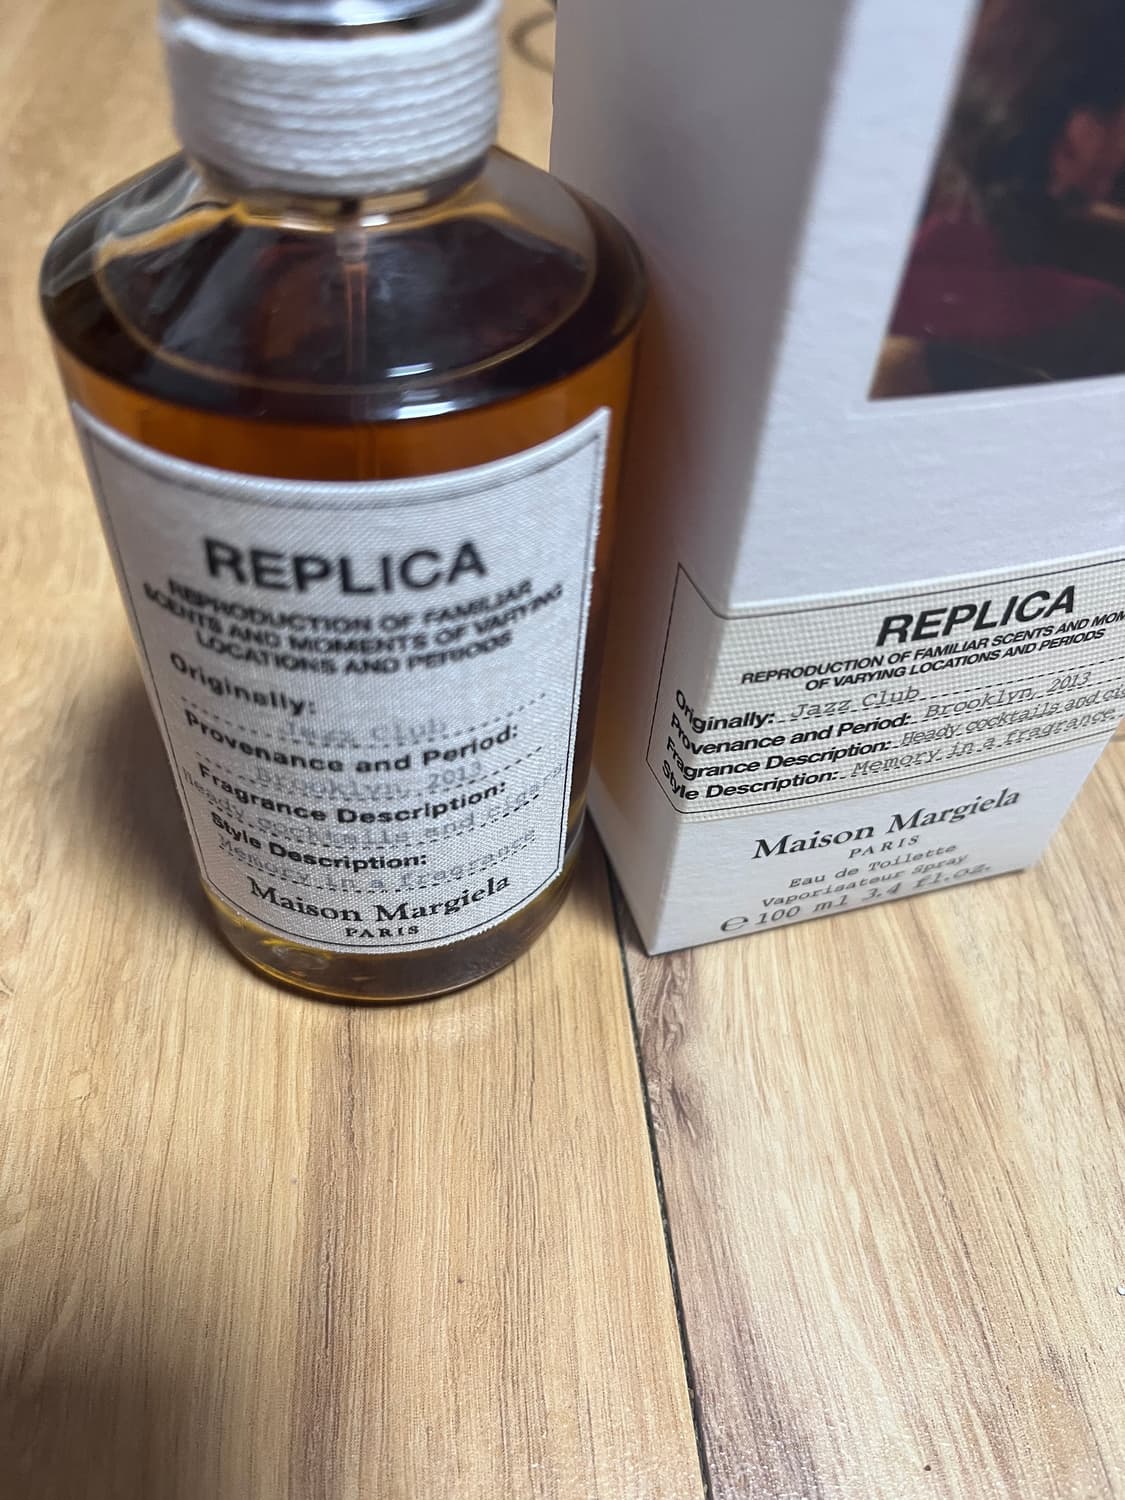 REPLICA
REPRODUCTION OF FAMILIAR
SCENTS AND MOMENTS OF VARYING
LOCATIONS AND PERIODS
Originally:
Jazz Club
Provenance and Period:
Brooklyn, 2013
Fragrance Description:
Heady cocktails and cigars
Style Description:
Memory in a fragrance
Maison Margiela
PARIS
REPLICA
REPRODUCTION OF FAMILIAR SCENTS AND MOM
OF VARYING LOCATIONS AND PERIODS
Originally: Jazz Club
Provenance and Period: Brooklyn, 2013
Fragrance Description: Heady cocktails and cig
Style Description: Memory in a fragrance
Maison Margiela
PARIS
Eau de Toilette
Vaporisateur Spray
℮ 100 ml 3.4 fl.oz.